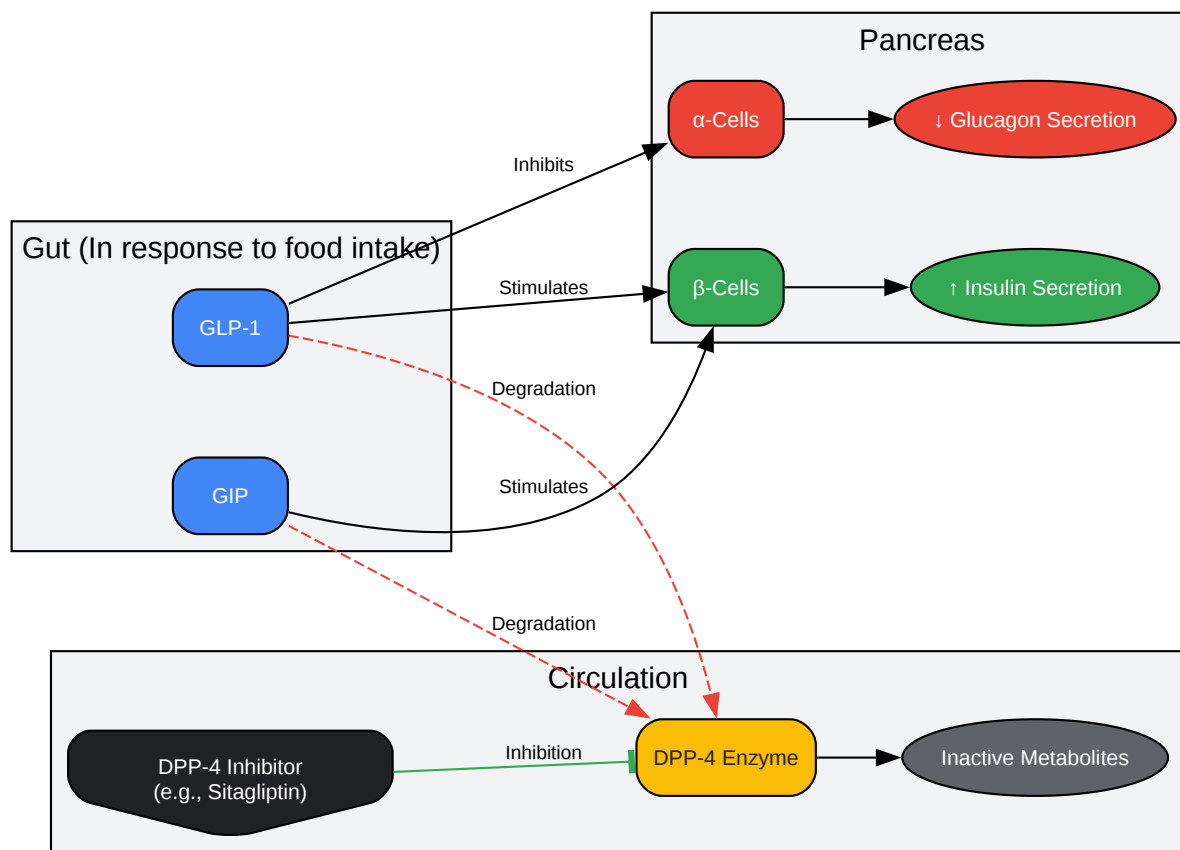 Pancreas
α-Cells
↓ Glucagon Secretion
Inhibits
Gut (In response to food intake)
Stimulates
β-Cells
↑ Insulin Secretion
GLP-1
Degradation
GIP
Stimulates
Degradation
Circulation
DPP-4 Inhibitor
(e.g., Sitagliptin)
Inhibition
DPP-4 Enzyme
Inactive Metabolites